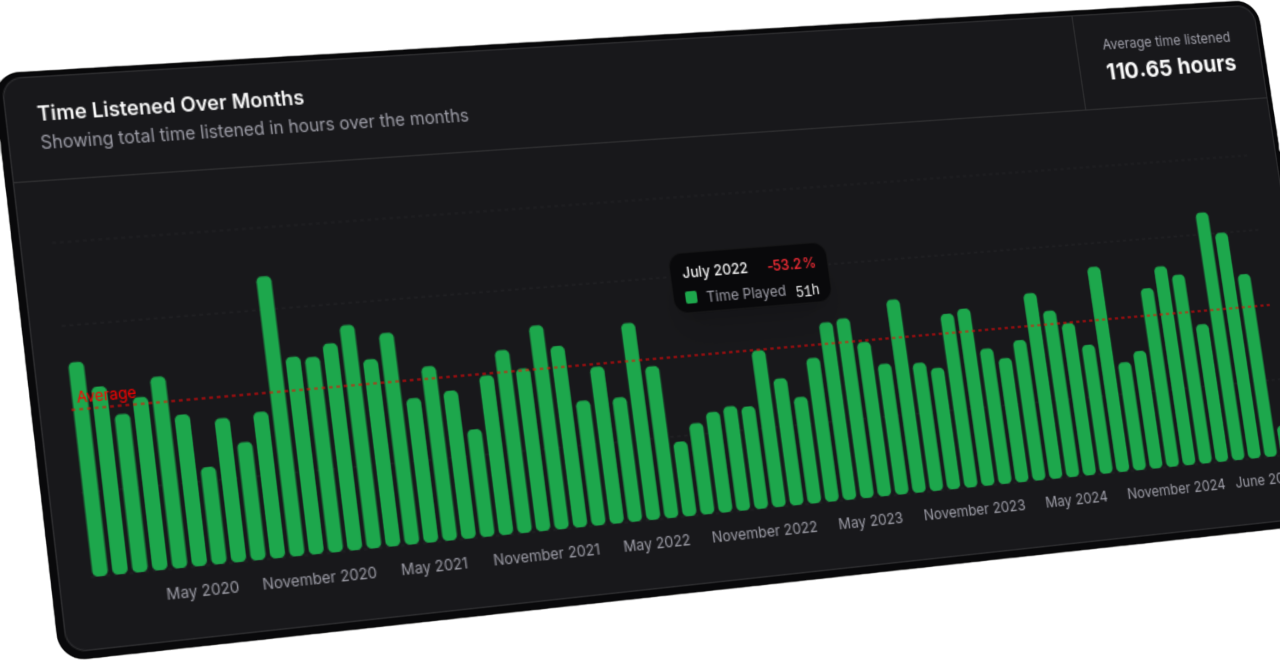 Average time listened
110.65 hours
Time Listened Over Months
Showing total time listened in hours over the months
July 2022 -53.2%
Time Played 51h
Average
May 2020 November 2020 May 2021 November 2021 May 2022 November 2022 May 2023 November 2023 May 2024 November 2024 June 20